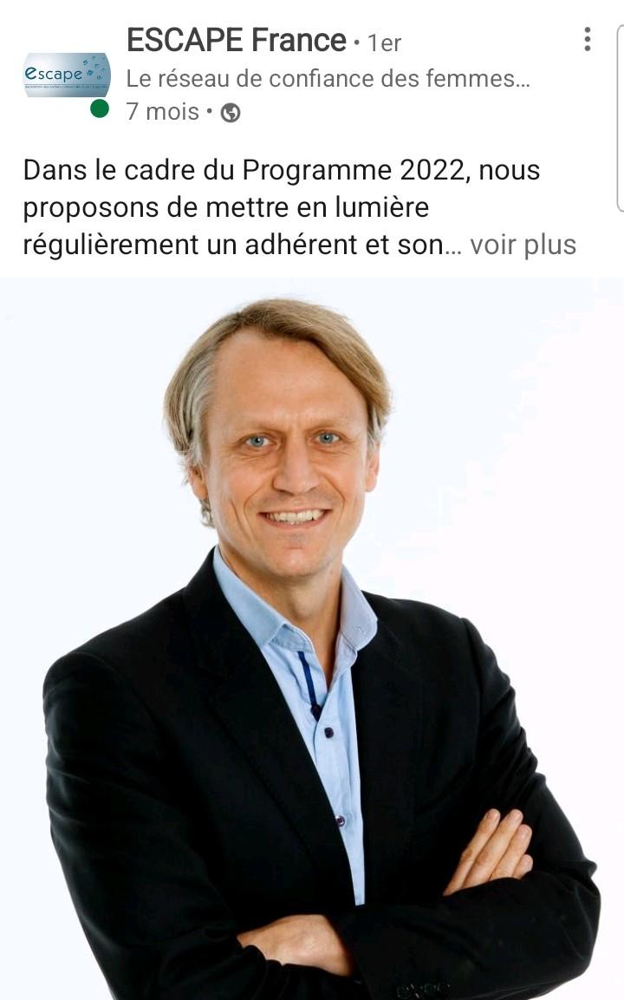 ESCAPE France • 1er
escape
Le réseau de confiance des femmes...
7 mois •
Dans le cadre du Programme 2022, nous
proposons de mettre en lumière
régulièrement un adhérent et son... voir plus